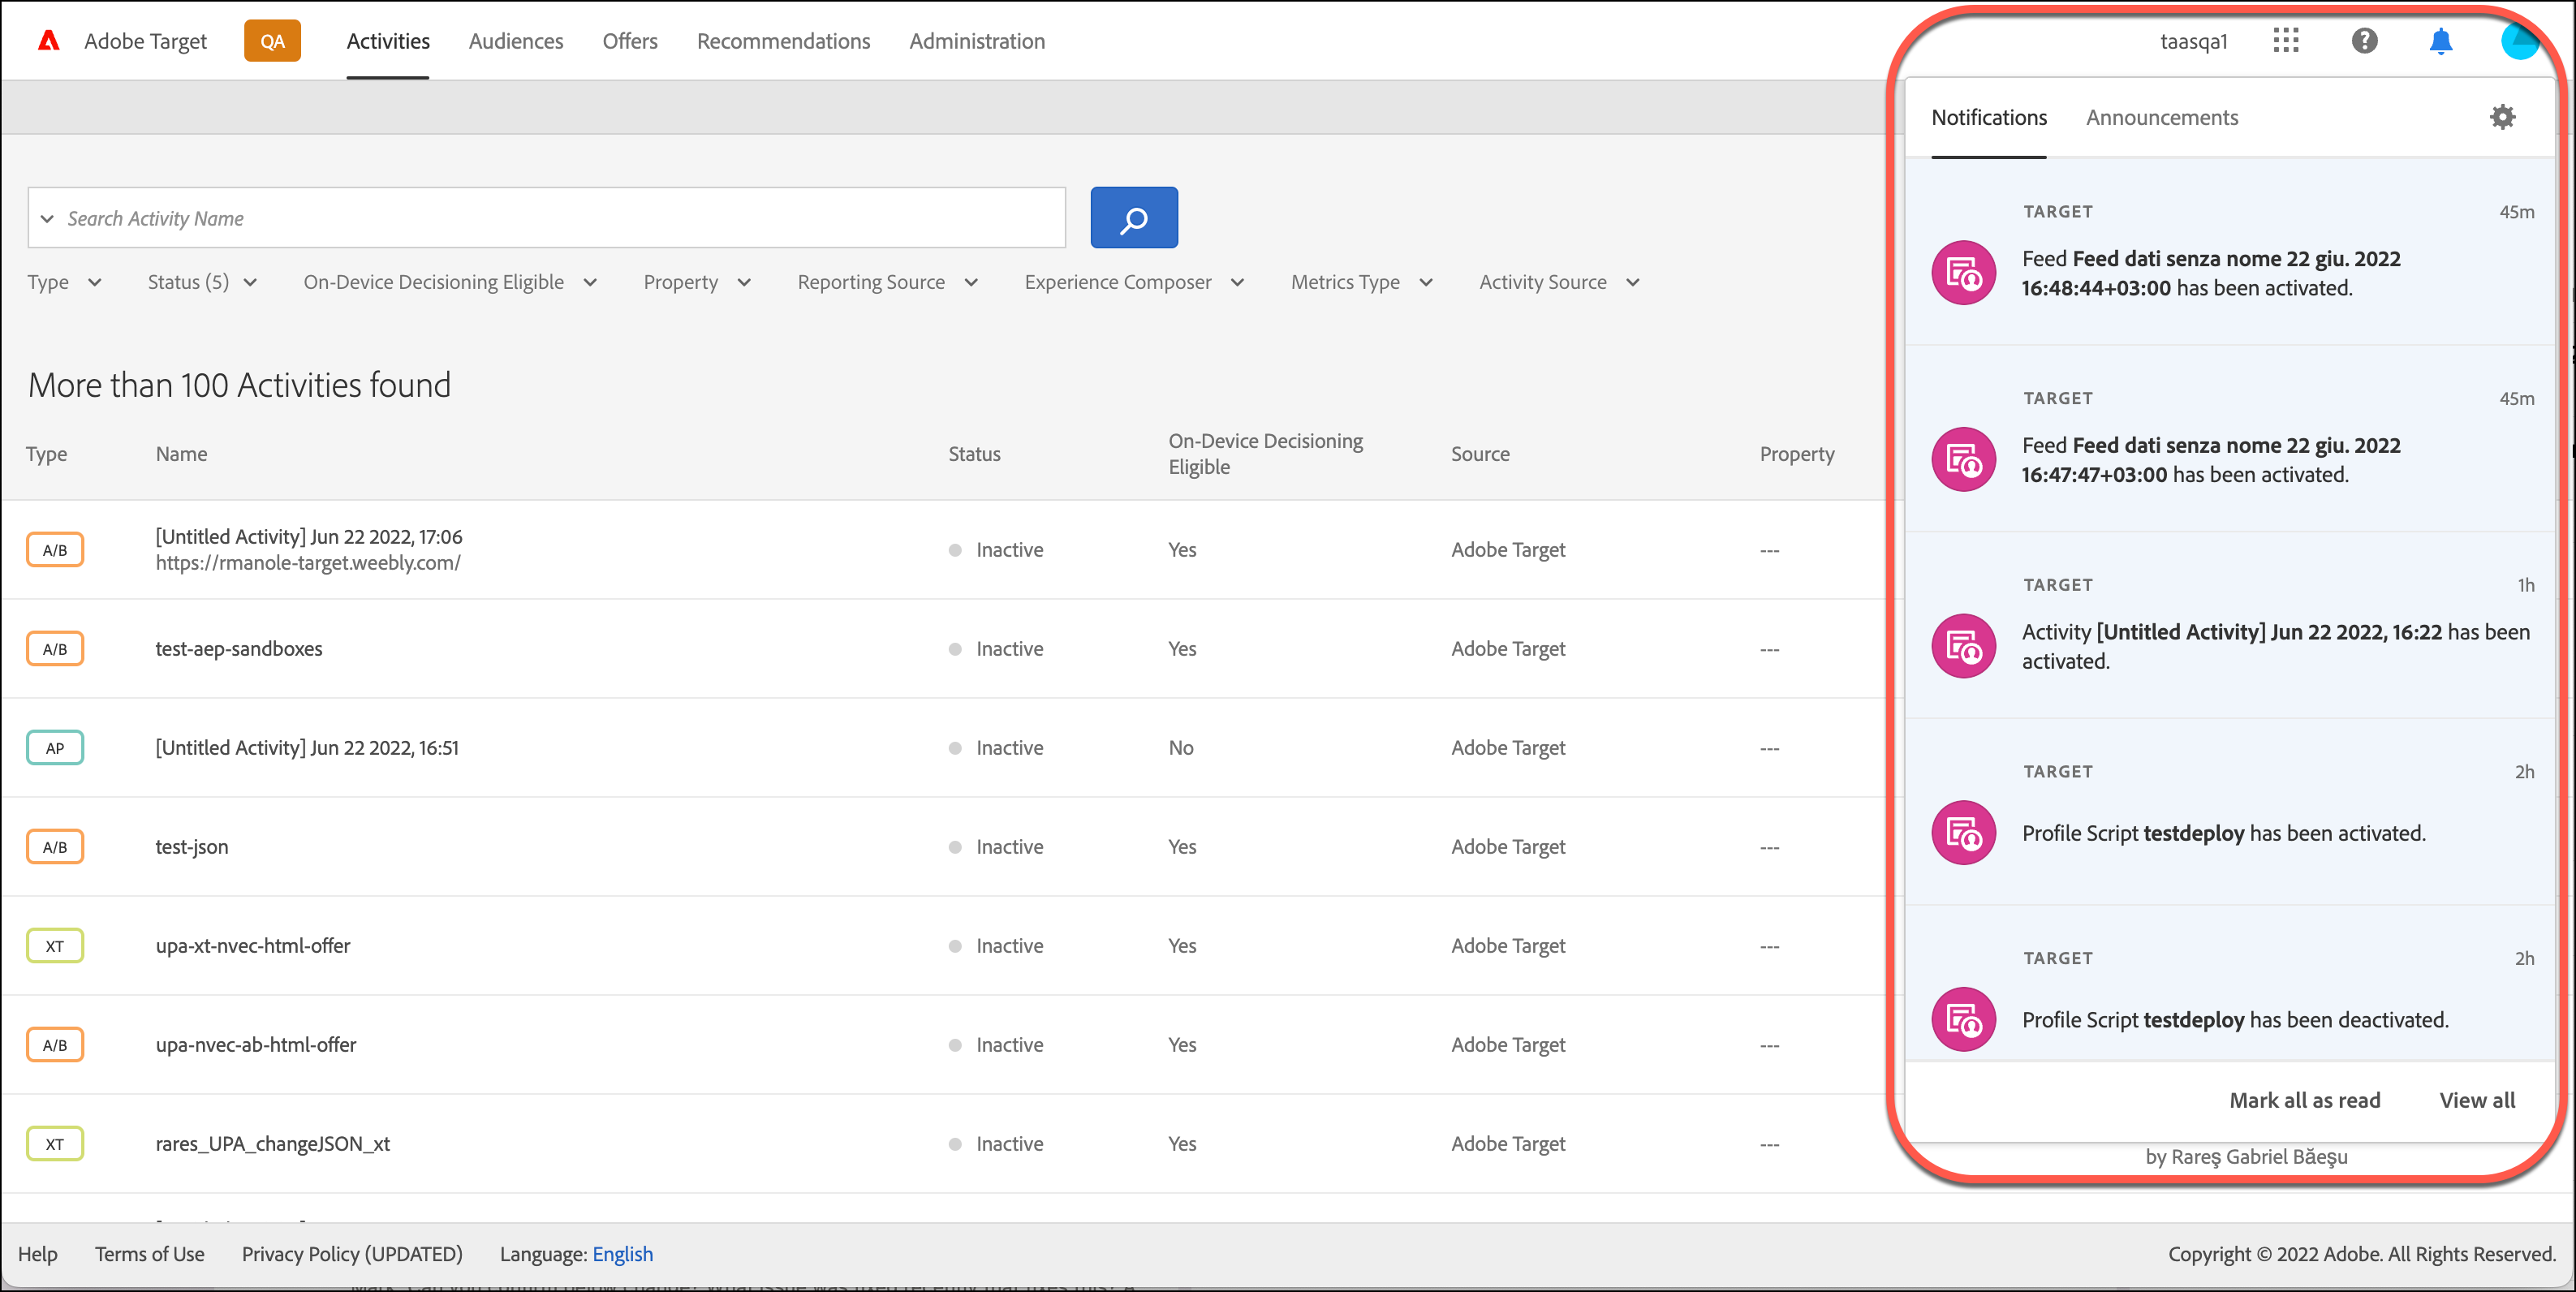 Adobe Target QA Activities Audiences Offers Recommendations Administration taasqa1
Notifications Announcements
Search Activity Name
Type Status (5) On-Device Decisioning Eligible Property Reporting Source Experience Composer Metrics Type Activity Source
More than 100 Activities found
Type Name Status On-Device Decisioning Eligible Source Property
A/B [Untitled Activity] Jun 22 2022, 17:06 Inactive Yes Adobe Target ---
https://rmanole-target.weebly.com/
A/B test-aep-sandboxes Inactive Yes Adobe Target ---
AP [Untitled Activity] Jun 22 2022, 16:51 Inactive No Adobe Target ---
A/B test-json Inactive Yes Adobe Target ---
XT upa-xt-nvec-html-offer Inactive Yes Adobe Target ---
A/B upa-nvec-ab-html-offer Inactive Yes Adobe Target ---
XT rares_UPA_changeJSON_xt Inactive Yes Adobe Target ---
TARGET 45m
Feed Feed dati senza nome 22 giu. 2022
16:48:44+03:00 has been activated.
TARGET 45m
Feed Feed dati senza nome 22 giu. 2022
16:47:47+03:00 has been activated.
TARGET 1h
Activity [Untitled Activity] Jun 22 2022, 16:22 has been
activated.
TARGET 2h
Profile Script testdeploy has been activated.
TARGET 2h
Profile Script testdeploy has been deactivated.
Mark all as read View all
by Rareş Gabriel Băeşu
Help Terms of Use Privacy Policy (UPDATED) Language: English Copyright © 2022 Adobe. All Rights Reserved.